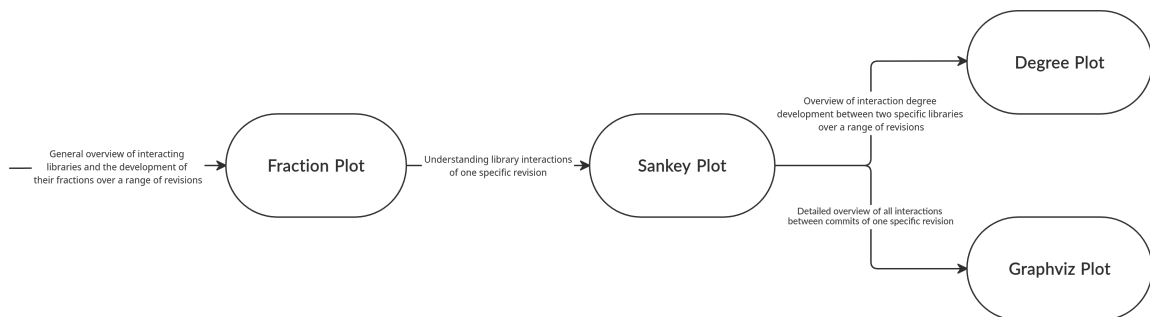 General overview of interacting
libraries and the development of
their fractions over a range of revisions
Fraction Plot
Understanding library interactions
of one specific revision
Sankey Plot
Overview of interaction degree
development between two specific libraries
over a range of revisions
Degree Plot
Detailed overview of all interactions
between commits of one specific revision
Graphviz Plot